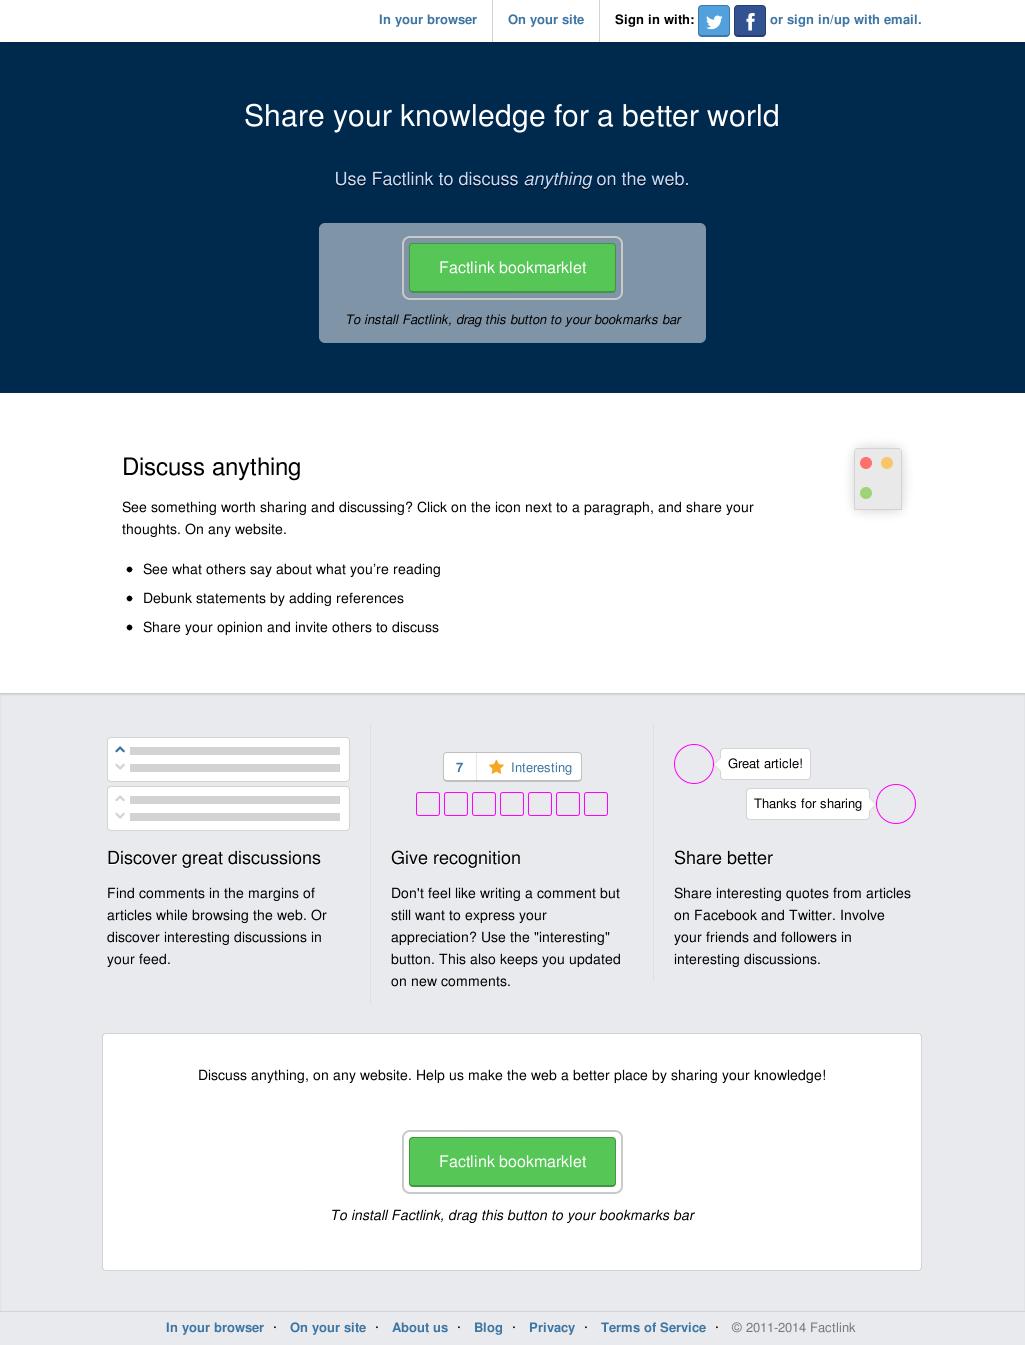 In your browser
On your site
Sign in with:
or sign in/up with email.
Share your knowledge for a better world
Use Factlink to discuss anything on the web.
Factlink bookmarklet
To install Factlink, drag this button to your bookmarks bar
Discuss anything
See something worth sharing and discussing? Click on the icon next to a paragraph, and share your
thoughts. On any website.
• See what others say about what you’re reading
• Debunk statements by adding references
• Share your opinion and invite others to discuss
Discover great discussions
Find comments in the margins of
articles while browsing the web. Or
discover interesting discussions in
your feed.
7 Interesting
Give recognition
Don't feel like writing a comment but
still want to express your
appreciation? Use the "interesting"
button. This also keeps you updated
on new comments.
Great article!
Thanks for sharing
Share better
Share interesting quotes from articles
on Facebook and Twitter. Involve
your friends and followers in
interesting discussions.
Discuss anything, on any website. Help us make the web a better place by sharing your knowledge!
Factlink bookmarklet
To install Factlink, drag this button to your bookmarks bar
In your browser · On your site · About us · Blog · Privacy · Terms of Service · © 2011-2014 Factlink